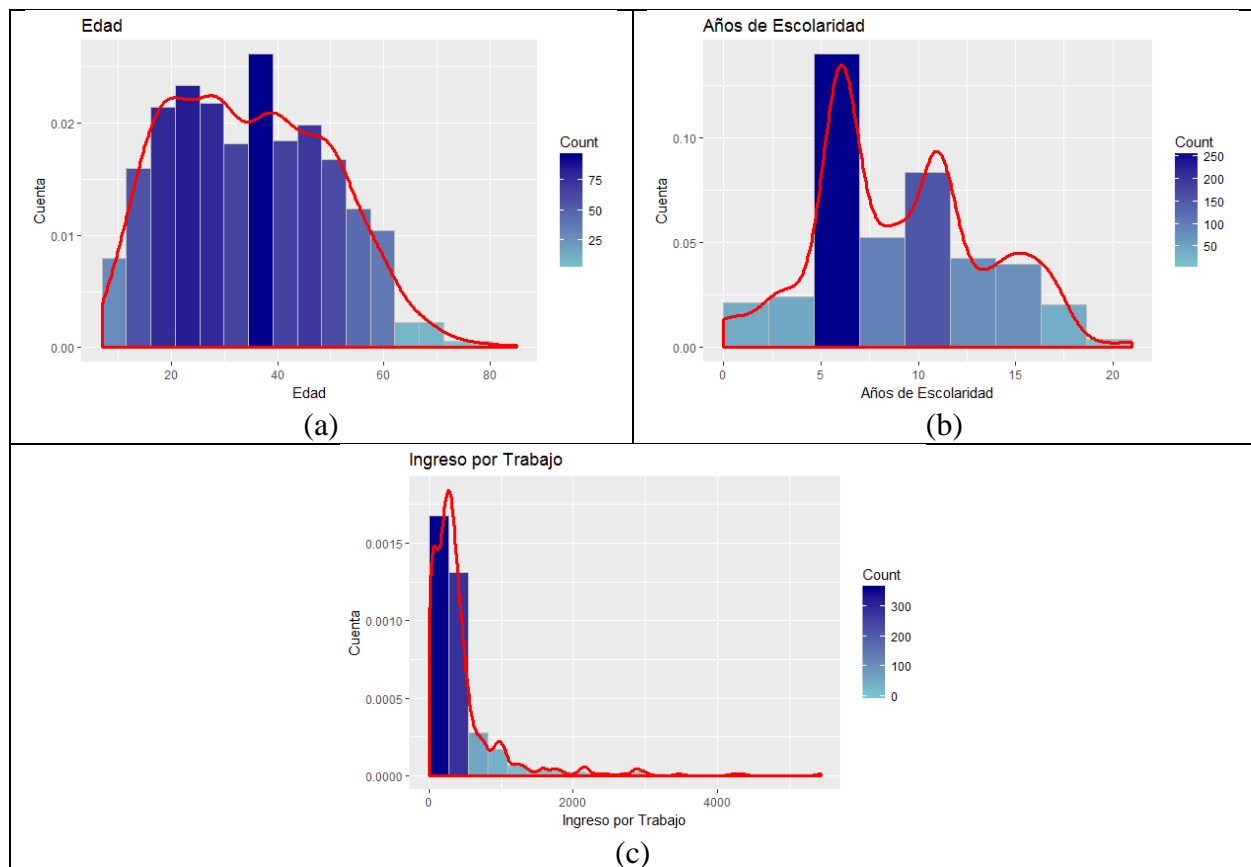 Edad
0.02
0.01
0.00
Cuenta
20
40
60
80
Edad
Count
75
50
25
(a)
Años de Escolaridad
0.10
0.05
0.00
Cuenta
0
5
10
15
20
Años de Escolaridad
Count
250
200
150
100
50
(b)
Ingreso por Trabajo
0.0015
0.0010
0.0005
0.0000
Cuenta
0
2000
4000
Ingreso por Trabajo
Count
300
200
100
0
(c)